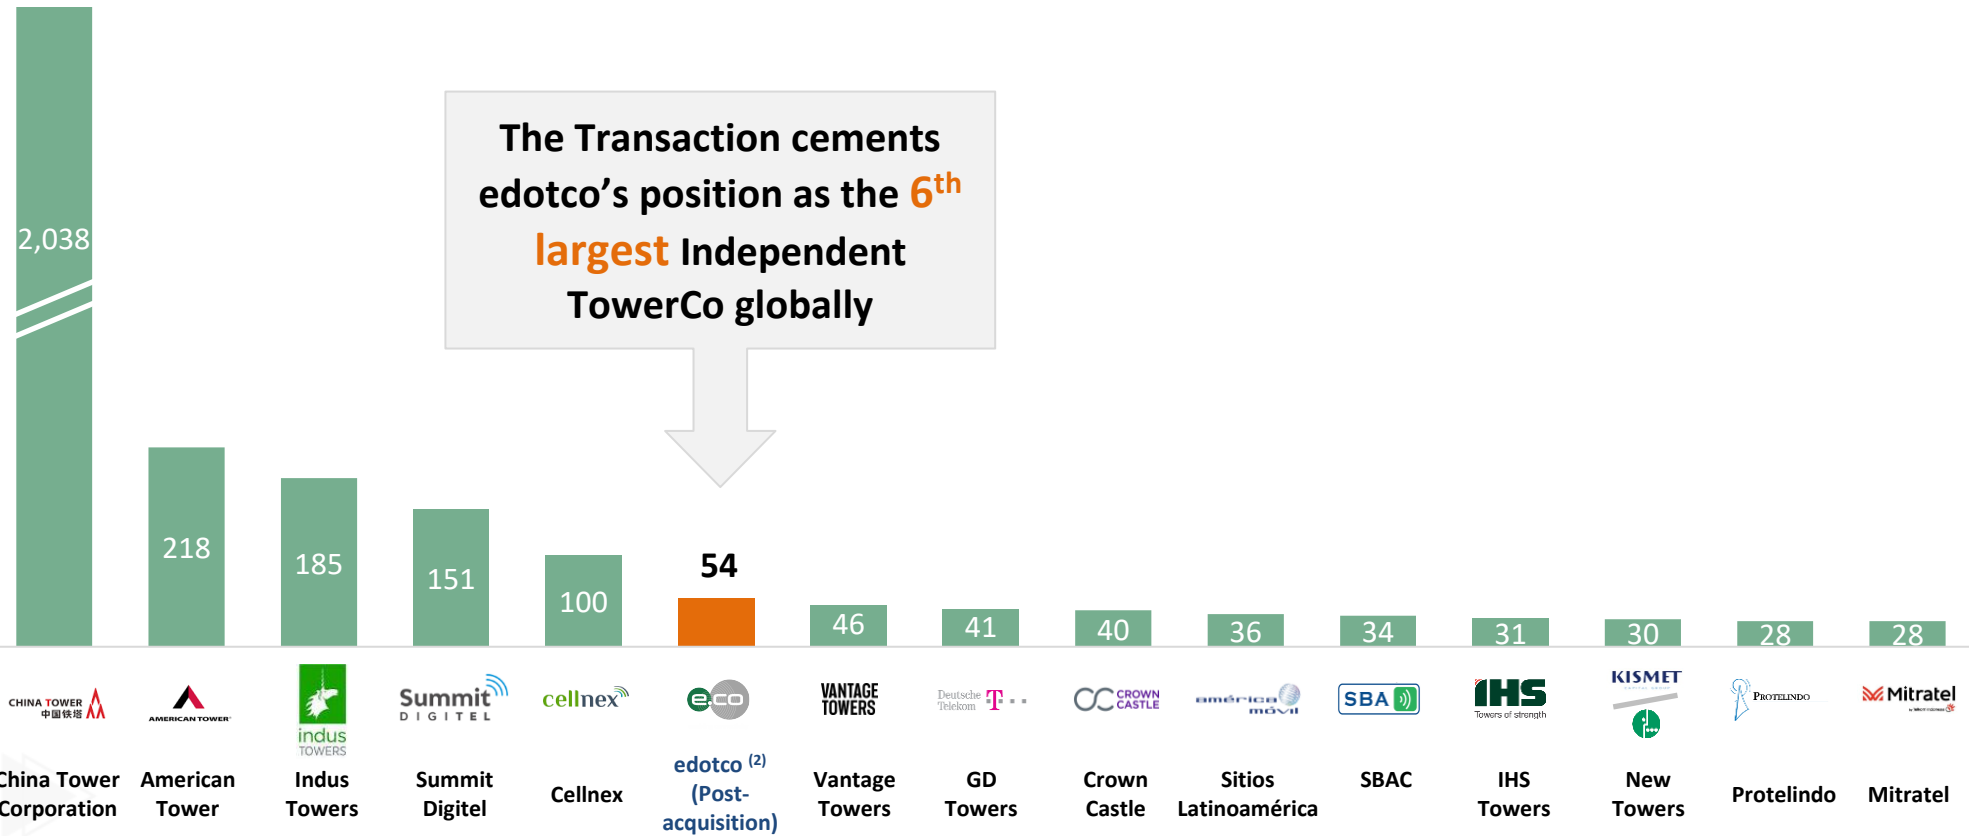 The Transaction cements
edotco’s position as the 6th
largest Independent
TowerCo globally
2,038
218
185
151
100
54
46
41
40
36
34
31
30
28
28
CHINA TOWER
中国铁塔
AMERICAN TOWER
indus
TOWERS
Summit
DIGITEL
cellnex
e.co
VANTAGE
TOWERS
Deutsche
Telekom T
CROWN
CASTLE
américa
móvil
SBA
IHS
Towers of strength
KISMET
PROTELINDO
Mitratel
China Tower
Corporation
American
Tower
Indus
Towers
Summit
Digitel
Cellnex
edotco (2)
(Post-
acquisition)
Vantage
Towers
GD
Towers
Crown
Castle
Sitios
Latinoamérica
SBAC
IHS
Towers
New
Towers
Protelindo
Mitratel